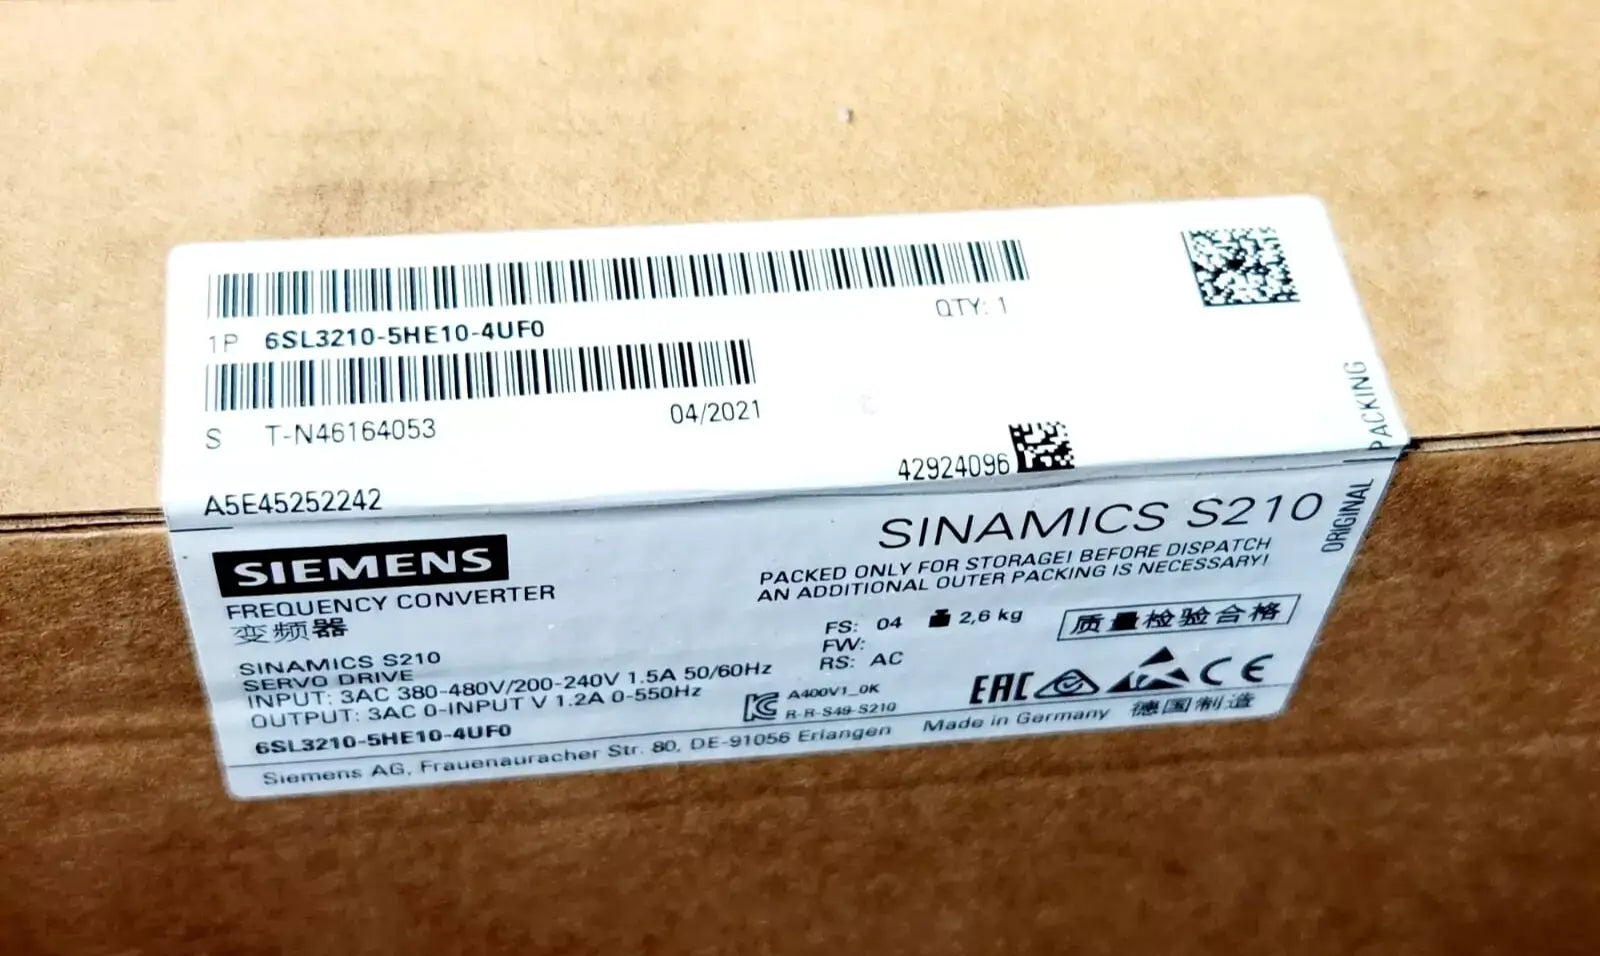 QTY: 1
1P 6SL3210-5HE10-4UF0
04/2021
S T-N46164053
42924096
A5E45252242
ORIGINAL PACKING
SIEMENS
SINAMICS S210
FREQUENCY CONVERTER
变频器
PACKED ONLY FOR STORAGE! BEFORE DISPATCH
AN ADDITIONAL OUTER PACKING IS NECESSARY!
FS: 04 2,6 kg
FW:
RS: AC
质量检验合格
SINAMICS S210
SERVO DRIVE
INPUT: 3AC 380-480V/200-240V 1.5A 50/60Hz
OUTPUT: 3AC 0-INPUT V 1.2A 0-550Hz
6SL3210-5HE10-4UF0
A400V1_0K
R-R-S49-S210
EAC CE
Siemens AG, Frauenauracher Str. 80, DE-91056 Erlangen
Made in Germany 德国制造